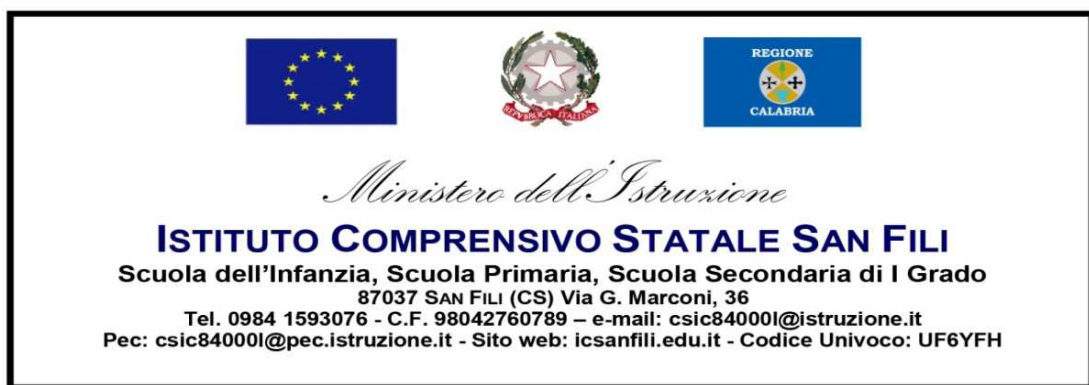 REGIONE
CALABRIA
REPVBBLICA ITALIANA
Ministero dell'Istruzione
ISTITUTO COMPRENSIVO STATALE SAN FILI
Scuola dell'Infanzia, Scuola Primaria, Scuola Secondaria di I Grado
87037 SAN FILI (CS) Via G. Marconi, 36
Tel. 0984 1593076 - C.F. 98042760789 – e-mail: csic84000l@istruzione.it
Pec: csic84000l@pec.istruzione.it - Sito web: icsanfili.edu.it - Codice Univoco: UF6YFH